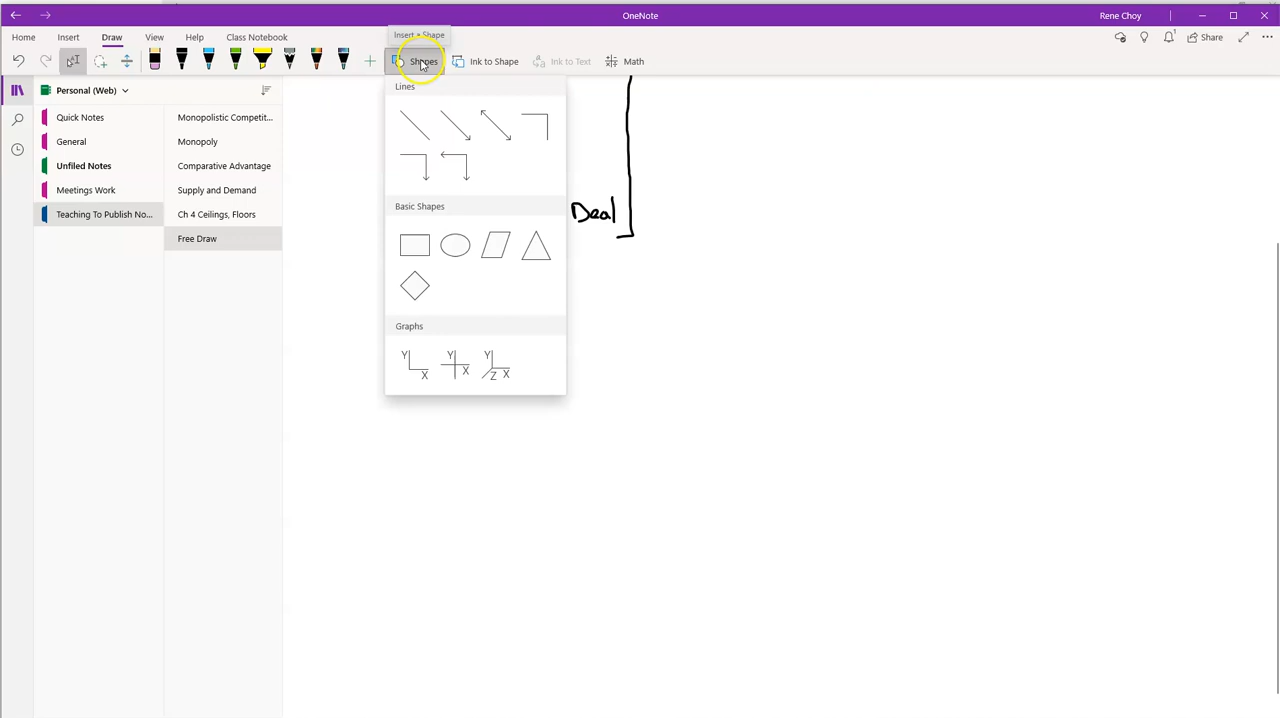 OneNote
Rene Choy
Home
Insert
Draw
View
Help
Class Notebook
Insert a Shape
Share
Shapes
Ink to Shape
Ink to Text
Math
Personal (Web)
Quick Notes
General
Unfiled Notes
Meetings Work
Teaching To Publish No...
Monopolistic Competit...
Monopoly
Comparative Advantage
Supply and Demand
Ch 4 Ceilings, Floors
Free Draw
Lines
Basic Shapes
Graphs
Y X
Y X
Y Z X
Deal